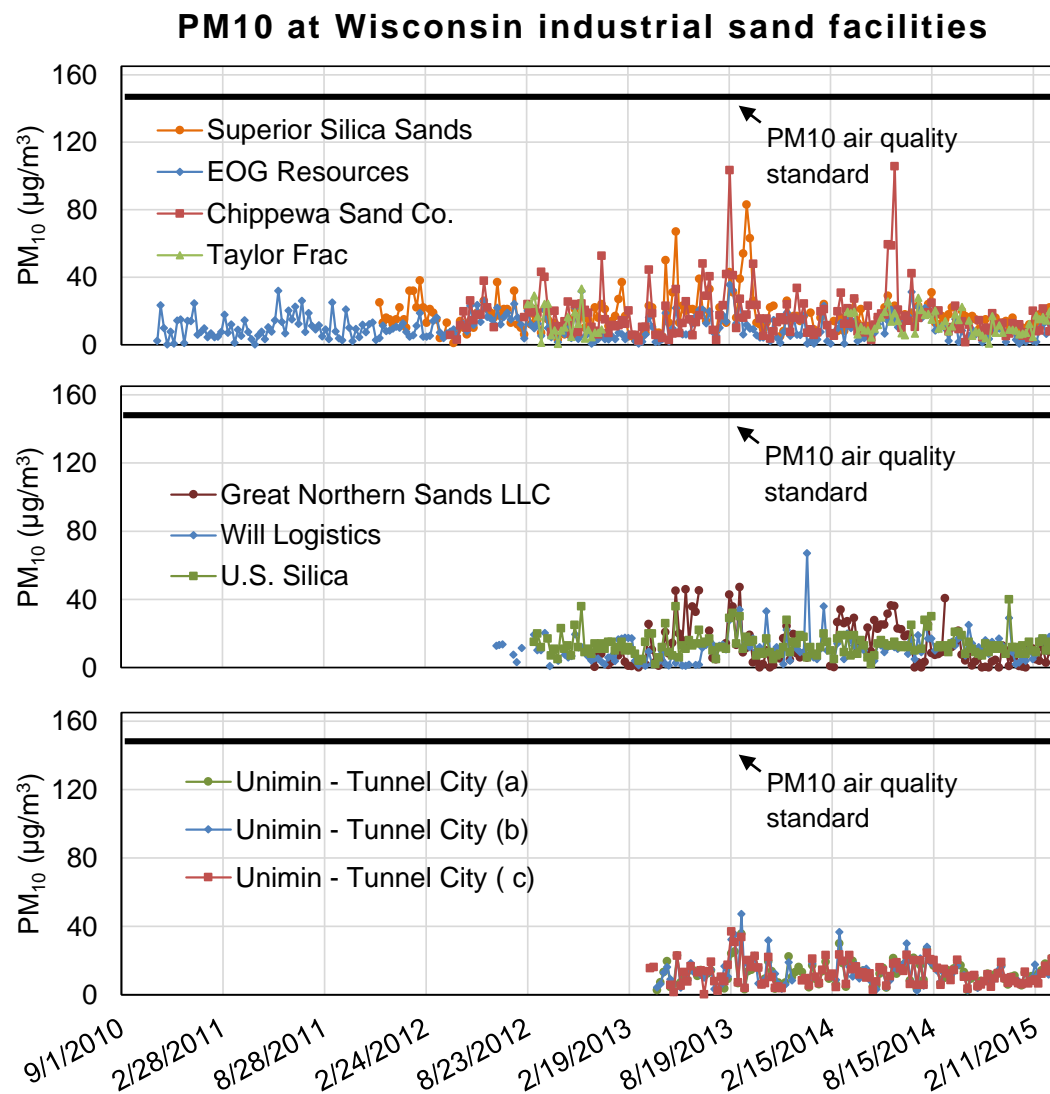 PM10 at Wisconsin industrial sand facilities
160
120
80
40
0
PM10 (µg/m3)
Superior Silica Sands
EOG Resources
Chippewa Sand Co.
Taylor Frac
PM10 air quality
standard
160
120
80
40
0
PM10 (µg/m3)
Great Northern Sands LLC
Will Logistics
U.S. Silica
PM10 air quality
standard
160
120
80
40
0
PM10 (µg/m3)
Unimin - Tunnel City (a)
Unimin - Tunnel City (b)
Unimin - Tunnel City ( c)
PM10 air quality
standard
9/1/2010
2/28/2011
8/28/2011
2/24/2012
8/23/2012
2/19/2013
8/19/2013
2/15/2014
8/15/2014
2/11/2015